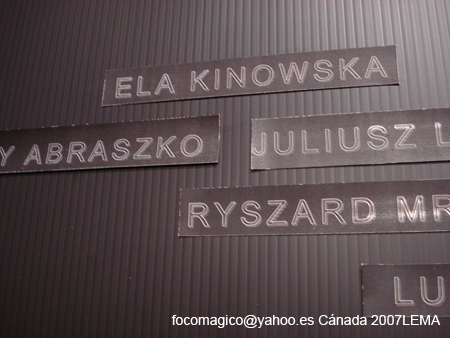 ELA KINOWSKA
Y ABRASZKO
JULIUSZ L
RYSZARD MR
LU
focomagico@yahoo.es Cánada 2007LEMA